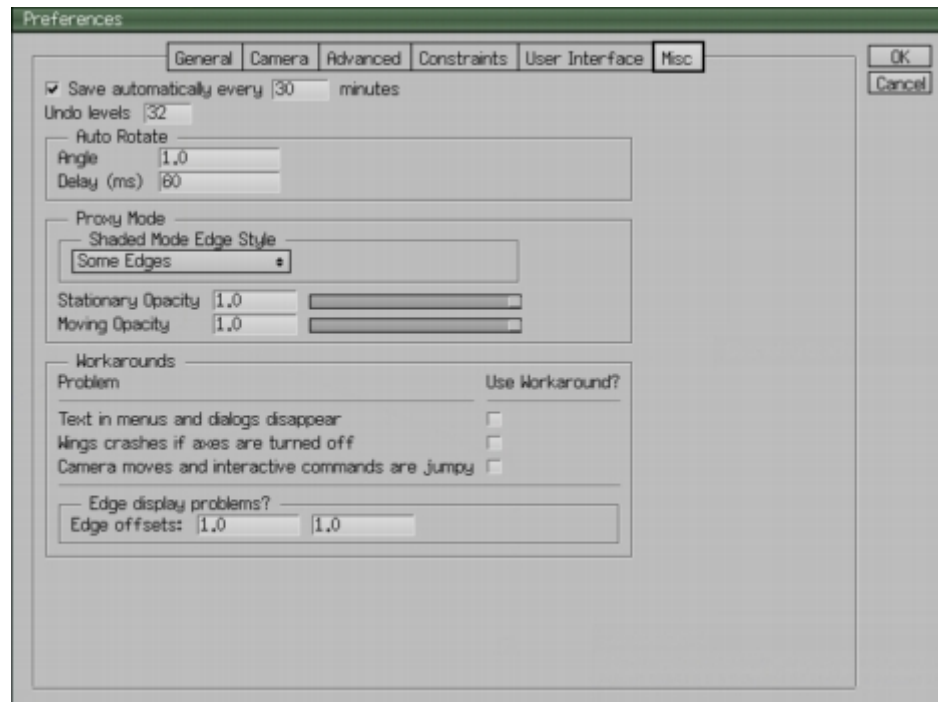 Preferences
General Camera Advanced Constraints User Interface Misc
OK
Cancel
Save automatically every 30 minutes
Undo levels 32
Auto Rotate
Angle 1.0
Delay (ms) 60
Proxy Mode
Shaded Mode Edge Style
Some Edges
Stationary Opacity 1.0
Moving Opacity 1.0
Workarounds
Problem Use Workaround?
Text in menus and dialogs disappear
Wings crashes if axes are turned off
Camera moves and interactive commands are jumpy
Edge display problems?
Edge offsets: 1.0 1.0